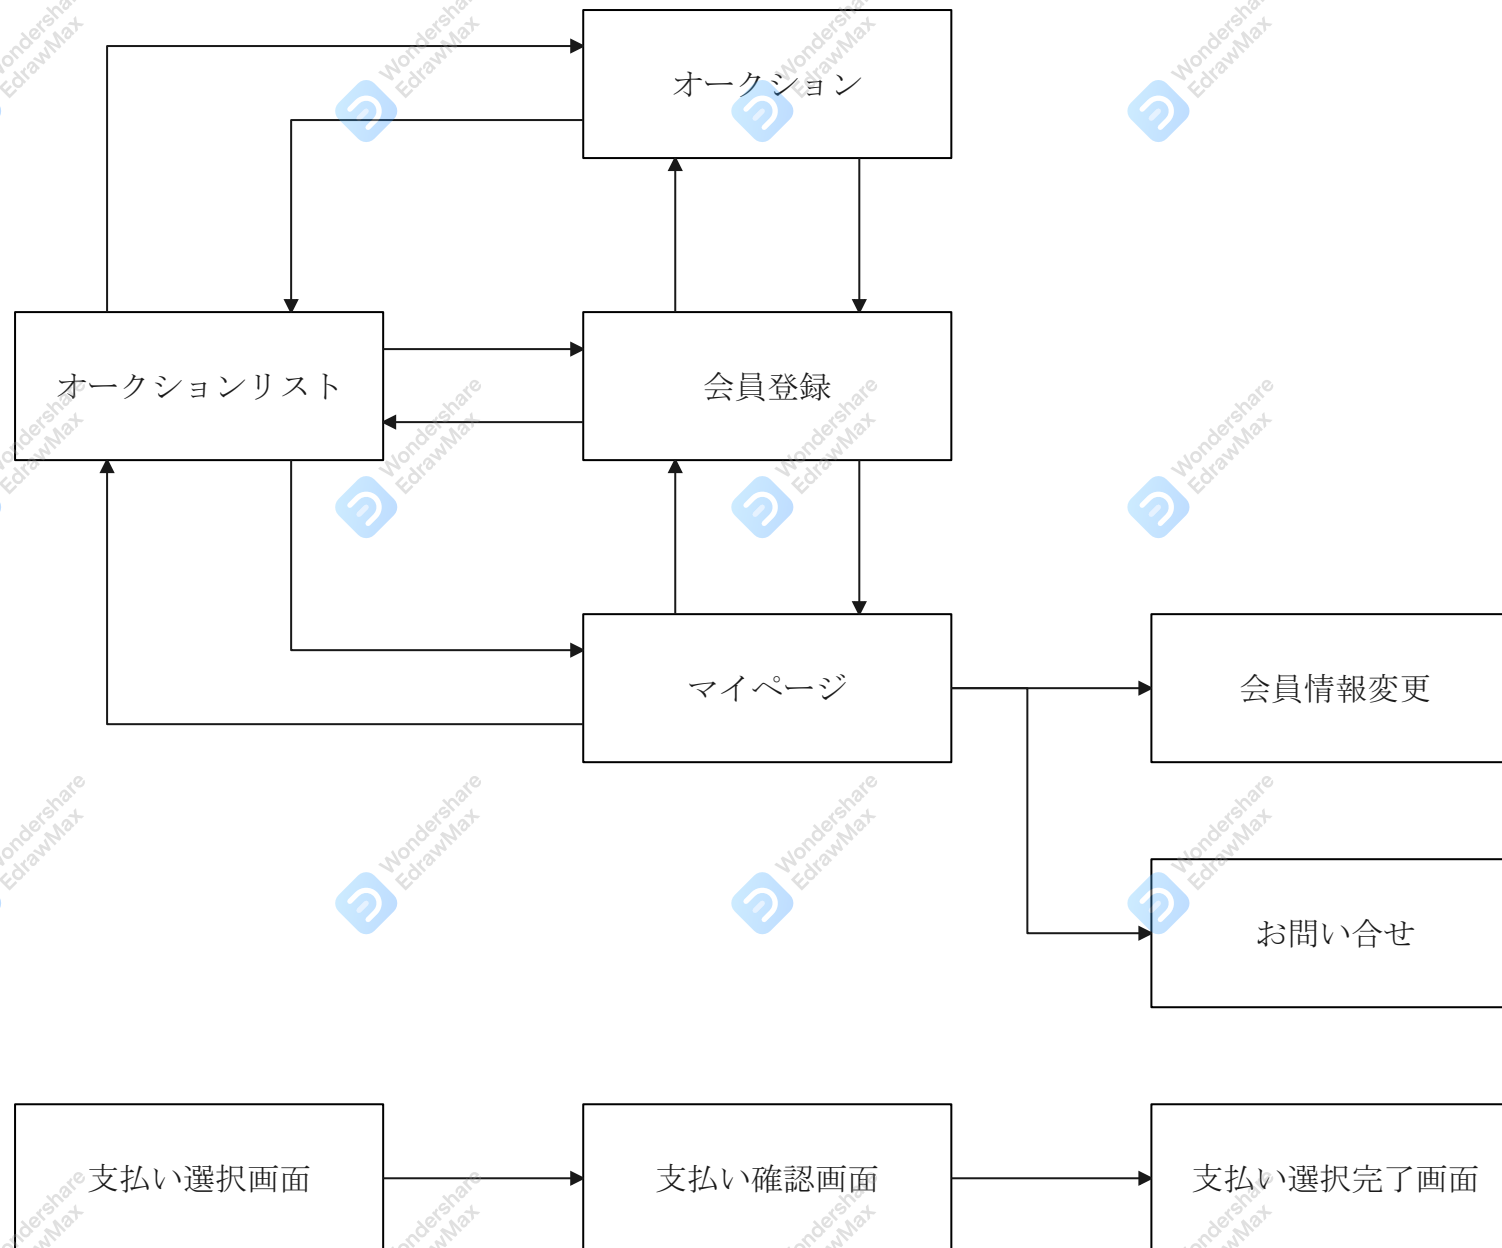 オークション
オークションリスト
会員登録
マイページ
会員情報変更
お問い合せ
支払い選択画面
支払い確認画面
支払い選択完了画面
Wondershare
EdrawMax